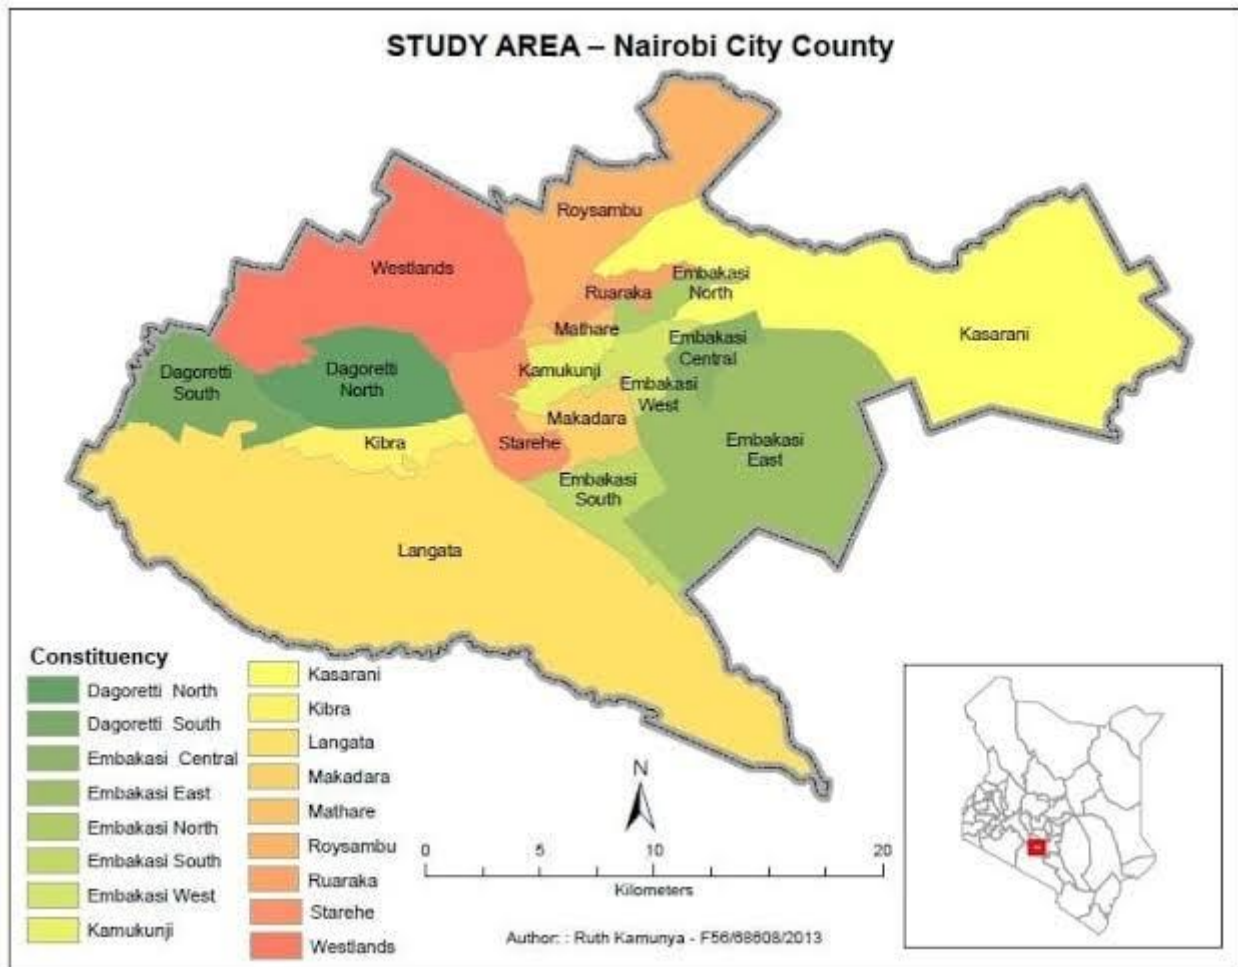 STUDY AREA – Nairobi City County
Roysambu
Westlands
Embakasi
North
Ruaraka
Mathare
Kasarani
Embakasi
Central
Dagoretti
South
Dagoretti
North
Kamukunji
Embakasi
West
Makadara
Kibra
Starehe
Embakasi
East
Embakasi
South
Langata
Constituency
Dagoretti North
Dagoretti South
Embakasi Central
Embakasi East
Embakasi North
Embakasi South
Embakasi West
Kamukunji
Kasarani
Kibra
Langata
Makadara
Mathare
Roysambu
Ruaraka
Starehe
Westlands
N
0 5 10 20
Kilometers
Author: : Ruth Kamunya - F56/68608/2013